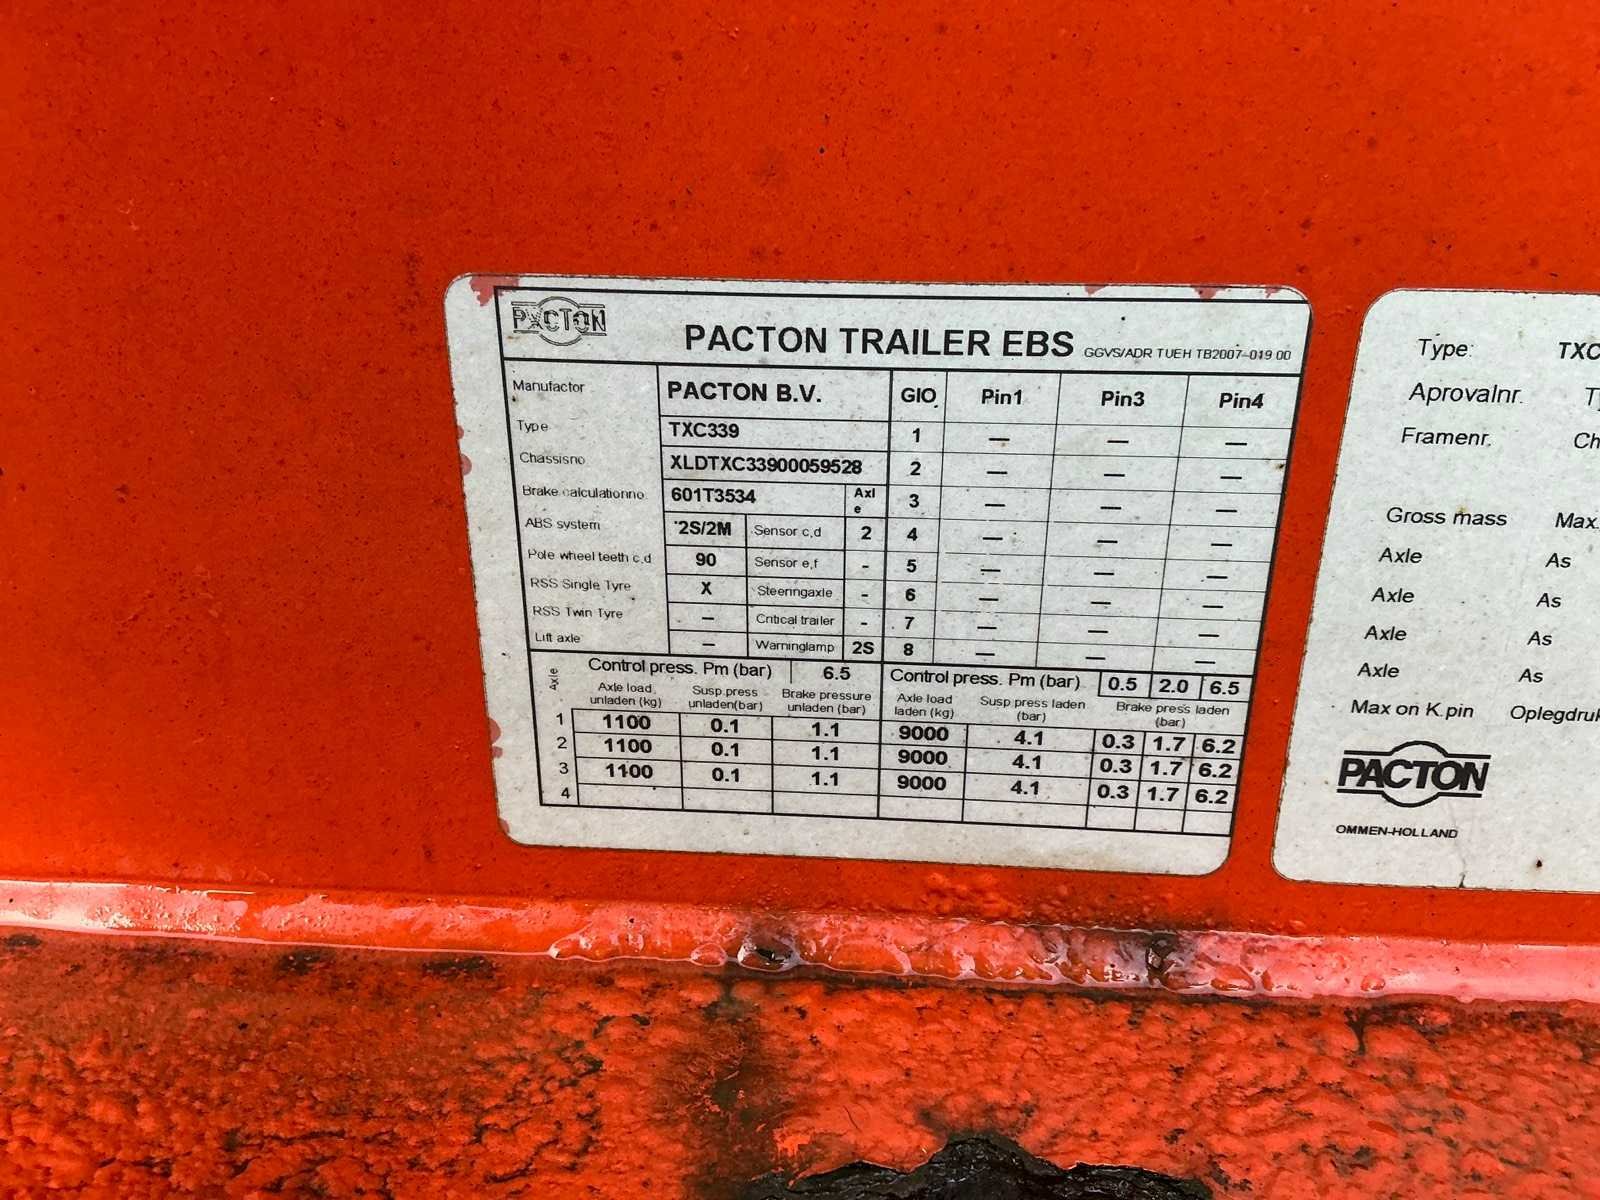 PACTON
PACTON TRAILER EBS GGVS/ADR TUEH TB2007-019 00
Manufactor PACTON B.V. GIO Pin1 Pin3 Pin4
Type TXC339 1 — — —
Chassisno XLDTXC33900059528 2 — — —
Brake calculationno. 601T3534 Axle 3 — — —
ABS system 2S/2M Sensor c,d 2 4 — — —
Pole wheel teeth c,d 90 Sensor e,f - 5 — — —
RSS Single Tyre X Steeringaxle - 6 — — —
RSS Twin Tyre — Critical trailer - 7 — — —
Lift axle — Warninglamp 2S 8 — — —
Axle Control press. Pm (bar) 6.5 Control press. Pm (bar) 0.5 2.0 6.5
Axle load unladen (kg) Susp.press unladen(bar) Brake pressure unladen (bar) Axle load laden (kg) Susp press laden (bar) Brake press laden (bar)
1 1100 0.1 1.1 9000 4.1 0.3 1.7 6.2
2 1100 0.1 1.1 9000 4.1 0.3 1.7 6.2
3 1100 0.1 1.1 9000 4.1 0.3 1.7 6.2
4
Type: TXC
Aprovalnr.
Framenr. Ch
Gross mass Max.
Axle As
Axle As
Axle As
Axle As
Max on K.pin Oplegdruk
PACTON
OMMEN-HOLLAND